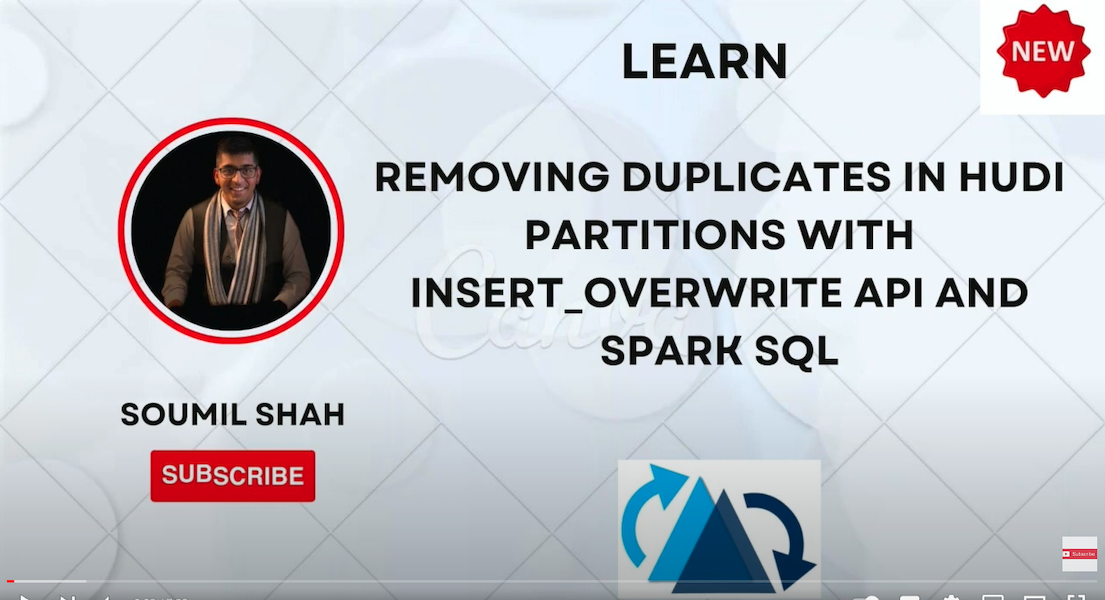 LEARN
NEW
REMOVING DUPLICATES IN HUDI
PARTITIONS WITH
INSERT_OVERWRITE API AND
SPARK SQL
Canva
SOUMIL SHAH
SUBSCRIBE
Subscribe